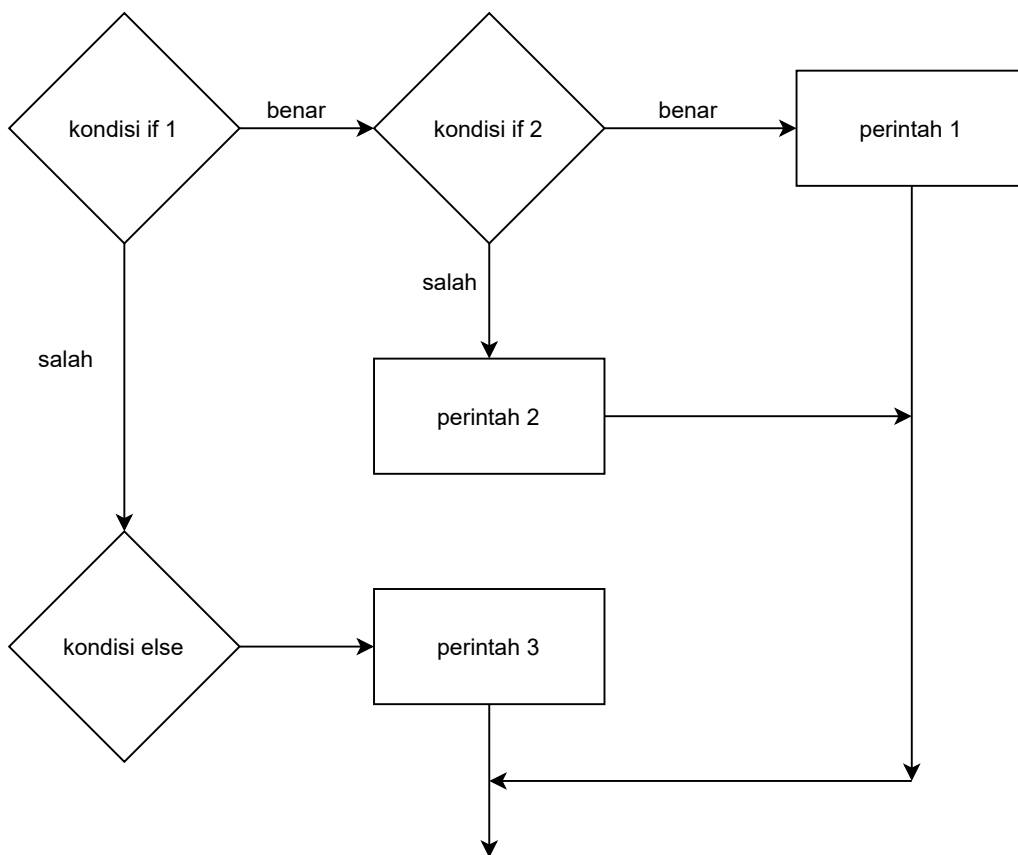 kondisi if 1
benar
kondisi if 2
benar
perintah 1
salah
salah
perintah 2
kondisi else
perintah 3